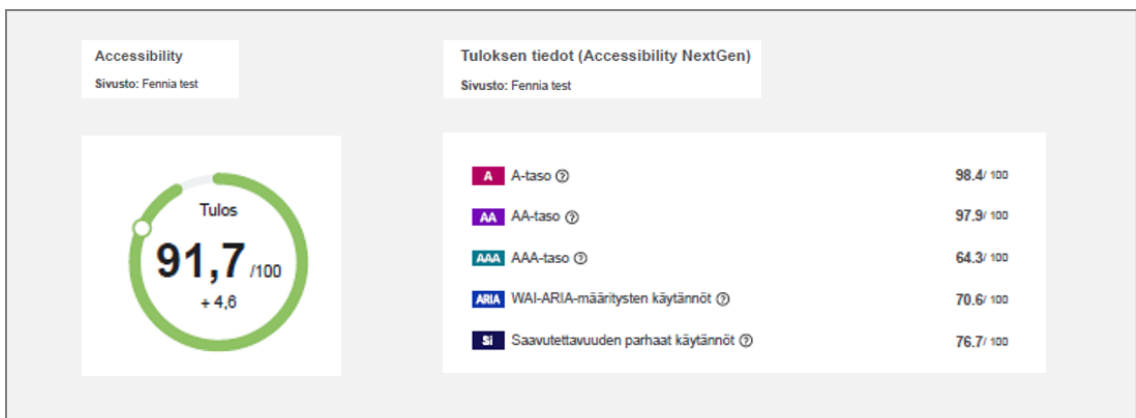 Accessibility
Sivusto: Fennia test
Tuloksen tiedot (Accessibility NextGen)
Sivusto: Fennia test
Tulos
91,7 /100
+ 4,6
A A-taso ? 98.4/ 100
AA AA-taso ? 97.9/ 100
AAA AAA-taso ? 64.3/ 100
ARIA WAI-ARIA-määritysten käytännöt ? 70.6/ 100
Si Saavutettavuuden parhaat käytännöt ? 76.7/ 100